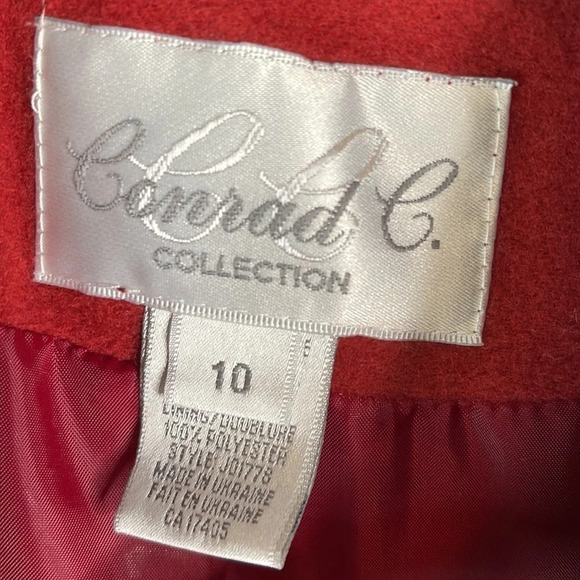 Conrad C.
COLLECTION
10
LINING/DOUBLURE
100% POLYESTER
STYLE: J01778
MADE IN UKRAINE
FAIT EN UKRAINE
CA17405